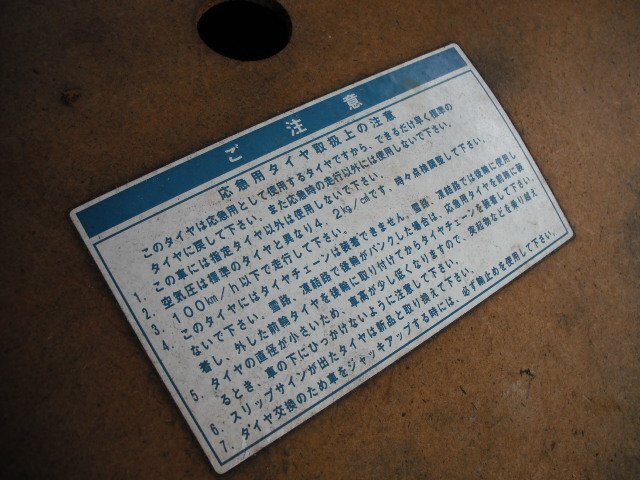 ご注意
応急用タイヤ取扱上の注意
このタイヤは応急用として使用するタイヤですから、できるだけ早く標準の
タイヤに戻して下さい。また応急時の走行以外には使用しないで下さい。
1. この車には指定タイヤ以外は使用しないで下さい。
2. 空気圧は標準のタイヤと異なり4.2kg/c㎡です。時々点検調整して下さい。
3. 100km/h以下で走行して下さい。
4. このタイヤにはタイヤチェーンは装着できません。雪路、凍結路では後輪に使用し
ないで下さい。雪路、凍結路で後輪がパンクした場合は、応急用タイヤを前輪に装
着し、外した前輪タイヤを後輪に取り付けてからタイヤチェーンを装着して下さい。
5. タイヤの直径が小さいため、車高が少し低くなりますので、突起物などを乗り越え
るとき、車の下にひっかけないように注意して下さい。
6. スリップサインが出たタイヤは新品と取り換えて下さい。
7. タイヤ交換のため車をジャッキアップする時には、必ず輪止めを使用して下さい。